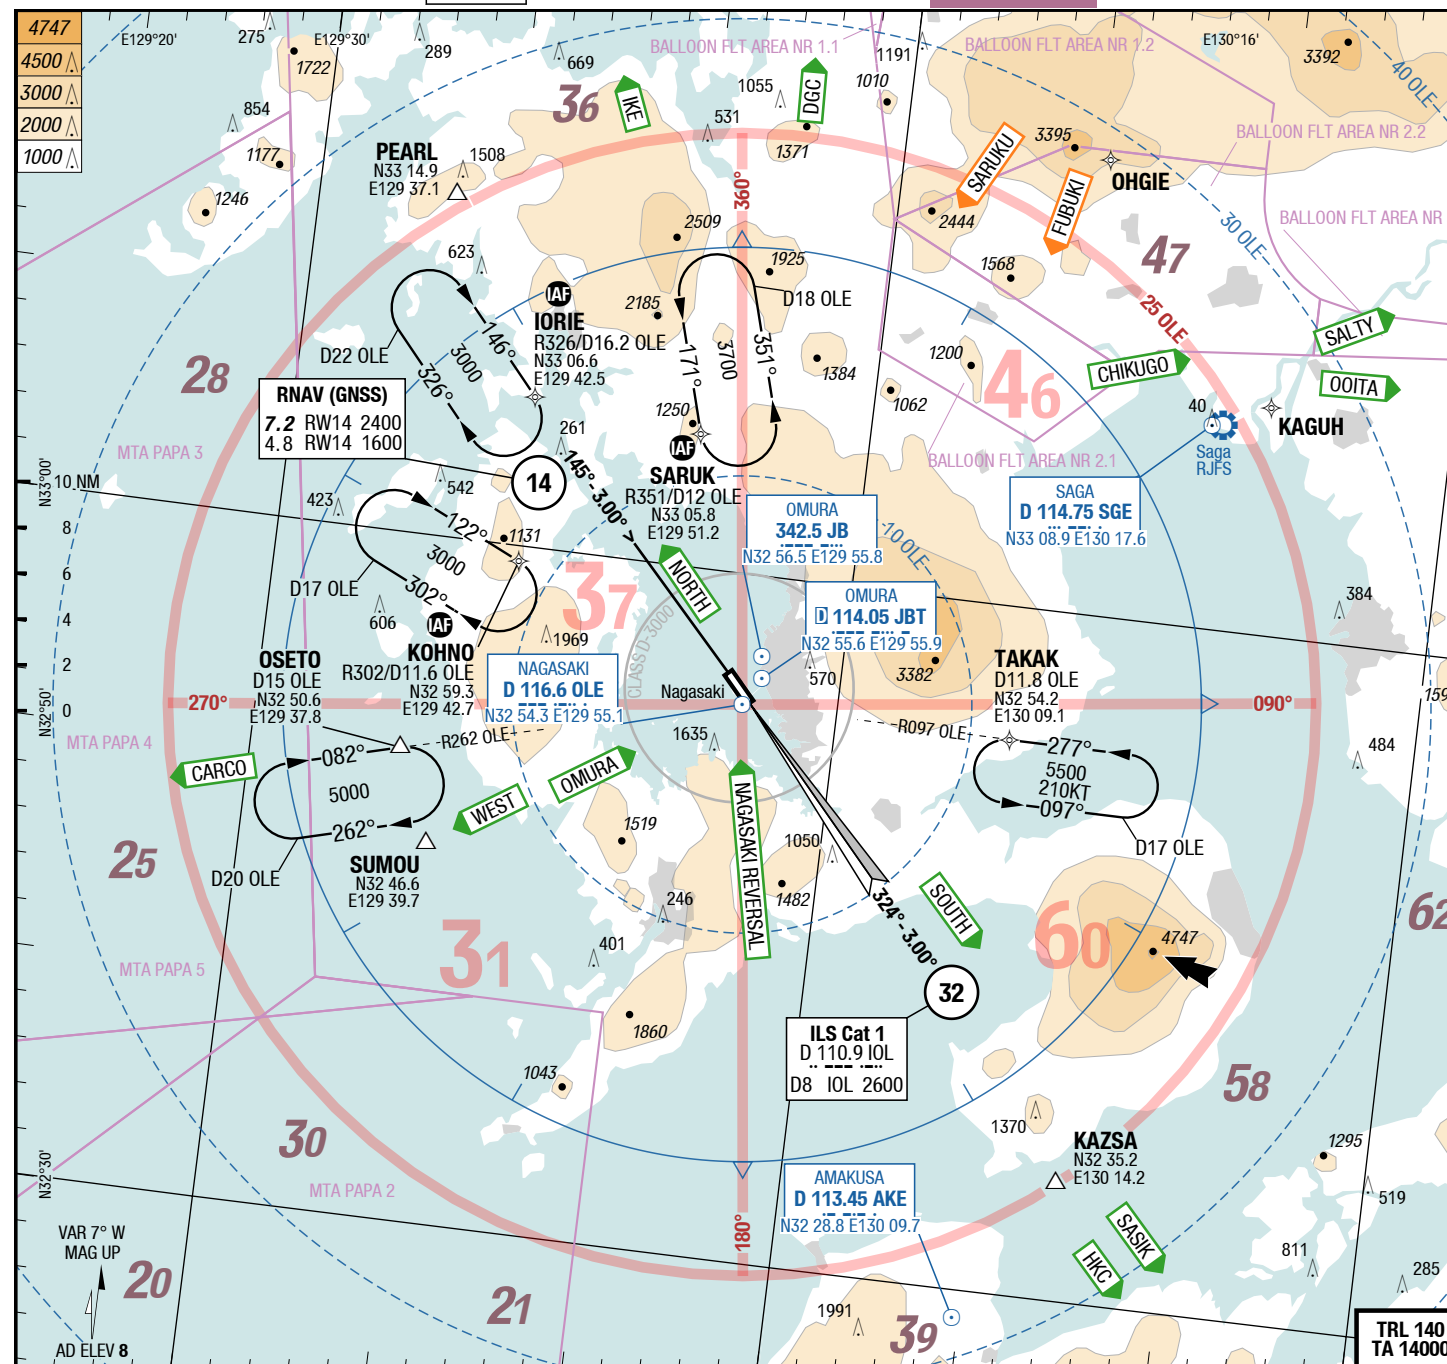 4747
4500
3000
2000
1000
E129°20'
275
E129°30'
1722
289
669
854
1177
1246
BALLOON FLT AREA NR 1.1
1191
BALLOON FLT AREA NR 1.2
E130°16'
3392
40 OLE
36
IKE
1055
DGC
1010
531
1371
3395
BALLOON FLT AREA NR 2.2
PEARL
N33 14.9
E129 37.1
1508
360°
SARUKU
FUBUKI
OHGIE
2444
30 OLE
BALLOON FLT AREA NR
47
623
2509
1925
1568
D18 OLE
25 OLE
IAF
IORIE
R326/D16.2 OLE
N33 06.6
E129 42.5
2185
146°
3000
326°
D22 OLE
171°
3700
351°
1384
1200
46
1062
CHIKUGO
SALTY
OOITA
28
RNAV (GNSS)
7.2 RW14 2400
4.8 RW14 1600
40
KAGUH
Saga
RJFS
MTA PAPA 3
1250
261
IAF
SARUK
R351/D12 OLE
N33 05.8
E129 51.2
BALLOON FLT AREA NR 2.1
N33°00'
10 NM
8
6
4
2
0
14
145° - 3.00° >
423
542
122°
3000
302°
1131
D17 OLE
OMURA
342.5 JB
N32 56.5 E129 55.8
10 OLE
SAGA
D 114.75 SGE
N33 08.9 E130 17.6
NORTH
37
CLASS D-3000
606
IAF
KOHNO
R302/D11.6 OLE
N32 59.3
E129 42.7
1969
OMURA
D 114.05 JBT
N32 55.6 E129 55.9
384
OSETO
D15 OLE
N32 50.6
E129 37.8
NAGASAKI
D 116.6 OLE
N32 54.3 E129 55.1
Nagasaki
570
3382
TAKAK
D11.8 OLE
N32 54.2
E130 09.1
159
N32°50'
270°
090°
MTA PAPA 4
R262 OLE
1635
R097 OLE
484
CARCO
082°
5000
262°
WEST
OMURA
277°
5500
210KT
097°
D17 OLE
NAGASAKI REVERSAL
25
D20 OLE
SUMOU
N32 46.6
E129 39.7
1519
1050
1482
246
324° - 3.00°
SOUTH
62
31
401
60
4747
MTA PAPA 5
32
1860
ILS Cat 1
D 110.9 IOL
D8 IOL 2600
1043
58
30
1370
KAZSA
N32 35.2
E130 14.2
1295
N32°30'
MTA PAPA 2
AMAKUSA
D 113.45 AKE
N32 28.8 E130 09.7
519
180°
SASIK
HKC
VAR 7° W
MAG UP
20
21
811
285
1991
39
AD ELEV 8
TRL 140
TA 14000